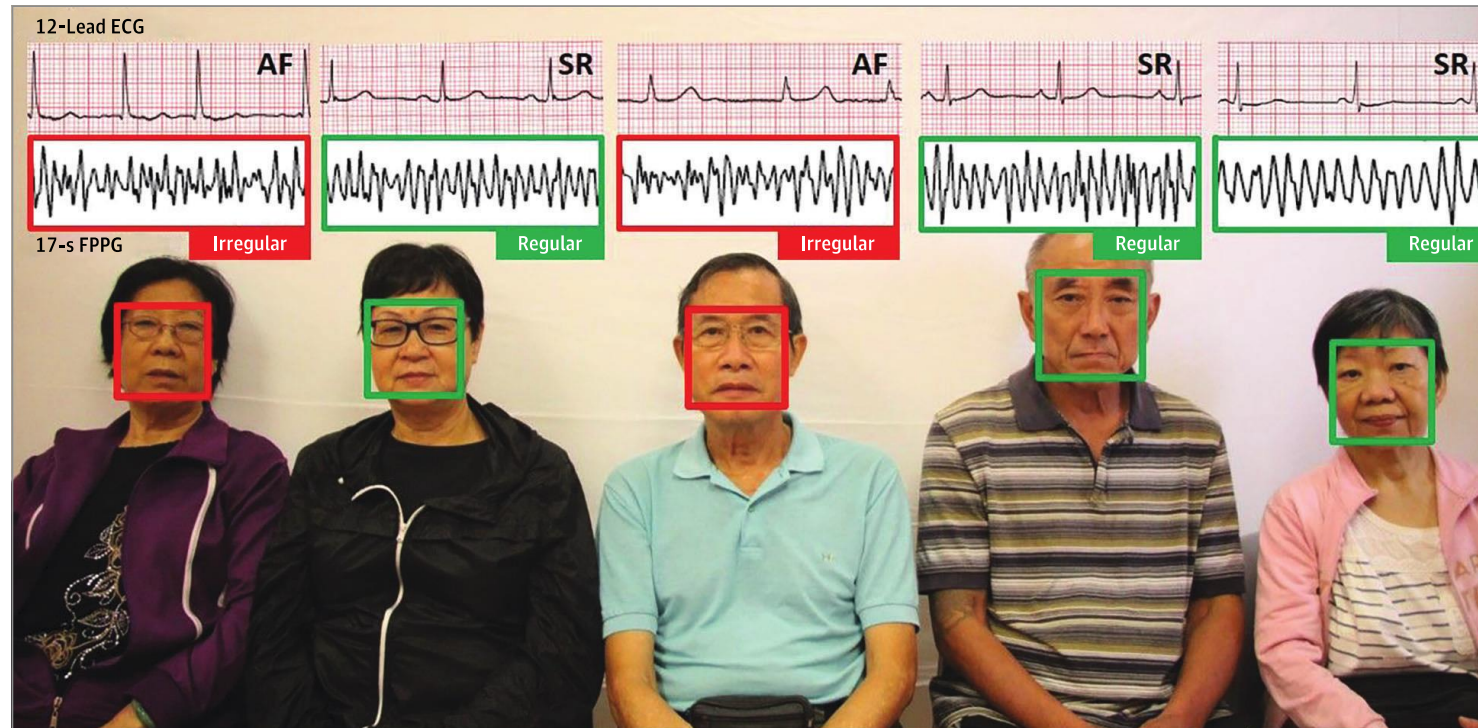 12-Lead ECG
AF
SR
AF
SR
SR
17-s FPPG
Irregular
Regular
Irregular
Regular
Regular